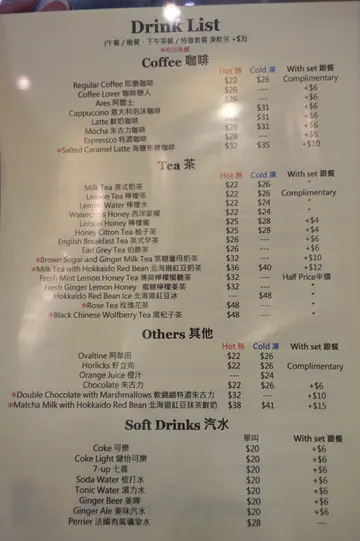 Drink List
(午餐 / 晚餐 · 下午茶餐 / 特選套餐 凍飲另 +$3)
*特別推薦
Coffee 咖啡 Hot 熱 Cold 凍 With set 跟餐
Regular Coffee 即磨咖啡 $22 $26 Complimentary
Coffee Lover 咖啡戀人 $26 --- +$6
Ares 阿爾士 $26 +$6
Cappuccino 意大利泡沫咖啡 $31 +$6
Latte 鮮奶咖啡 $28 $31 +$6
Mocha 朱古力咖啡 $28 $31 +$6
Espressco 特濃咖啡 $28 --- +$6
*Salted Caramel Latte 海鹽焦糖咖啡 $32 $35 +$10
Tea 茶 Hot 熱 Cold 凍 With set 跟餐
Milk Tea 港式奶茶 $22 $26 "
Lemon Tea 檸檬茶 $22 $26 Complimentary
Lemon Water 檸檬水 $22 $24 "
Watercress Honey 西洋菜蜜 $22 $24 "
Lemon Honey 檸檬蜜 $25 $28 +$4
Honey Citron Tea 柚子茶 $25 $28 +$4
English Breakfast Tea 英式早茶 $26 --- +$6
Earl Grey Tea 伯爵茶 $26 --- +$6
*Brown Sugar and Ginger Milk Tea 黑糖薑母奶茶 $32 --- +$10
*Milk Tea with Hokkaido Red Bean 北海道紅豆奶茶 $36 $40 +$12
Fresh Mint Lemon Honey Tea 薄荷檸檬蜜糖茶 $32 --- Half Price半價
Fresh Ginger Lemon Honey 蜜糖檸檬薑茶 $32 --- "
Hokkaido Red Bean Ice 北海道紅豆冰 --- $48 "
*Rose Tea 玫瑰花茶 $48 --- "
*Black Chinese Wolfberry Tea 黑杞子茶 $48 --- "
Others 其他 Hot 熱 Cold 凍 With set 跟餐
Ovaltine 阿華田 $22 $26 "
Horlicks 好立克 $22 $26 Complimentary
Orange Juice 橙汁 --- $24 "
Chocolate 朱古力 $22 $26 +$6
*Double Chocolate with Marshmallows 軟綿綿特濃朱古力 $32 --- +$10
*Matcha Milk with Hokkaido Red Bean 北海道紅豆抹茶鮮奶 $38 $41 +$15
Soft Drinks 汽水 單叫 With set 跟餐
Coke 可樂 $20 +$6
Coke Light 健怡可樂 $20 +$6
7-up 七喜 $20 +$6
Soda Water 梳打水 $20 +$6
Tonic Water 湯力水 $20 +$6
Ginger Beer 薑啤 $20 +$6
Ginger Ale 薑味汽水 $20 +$6
Perrier 法國有氣礦泉水 $28 ---